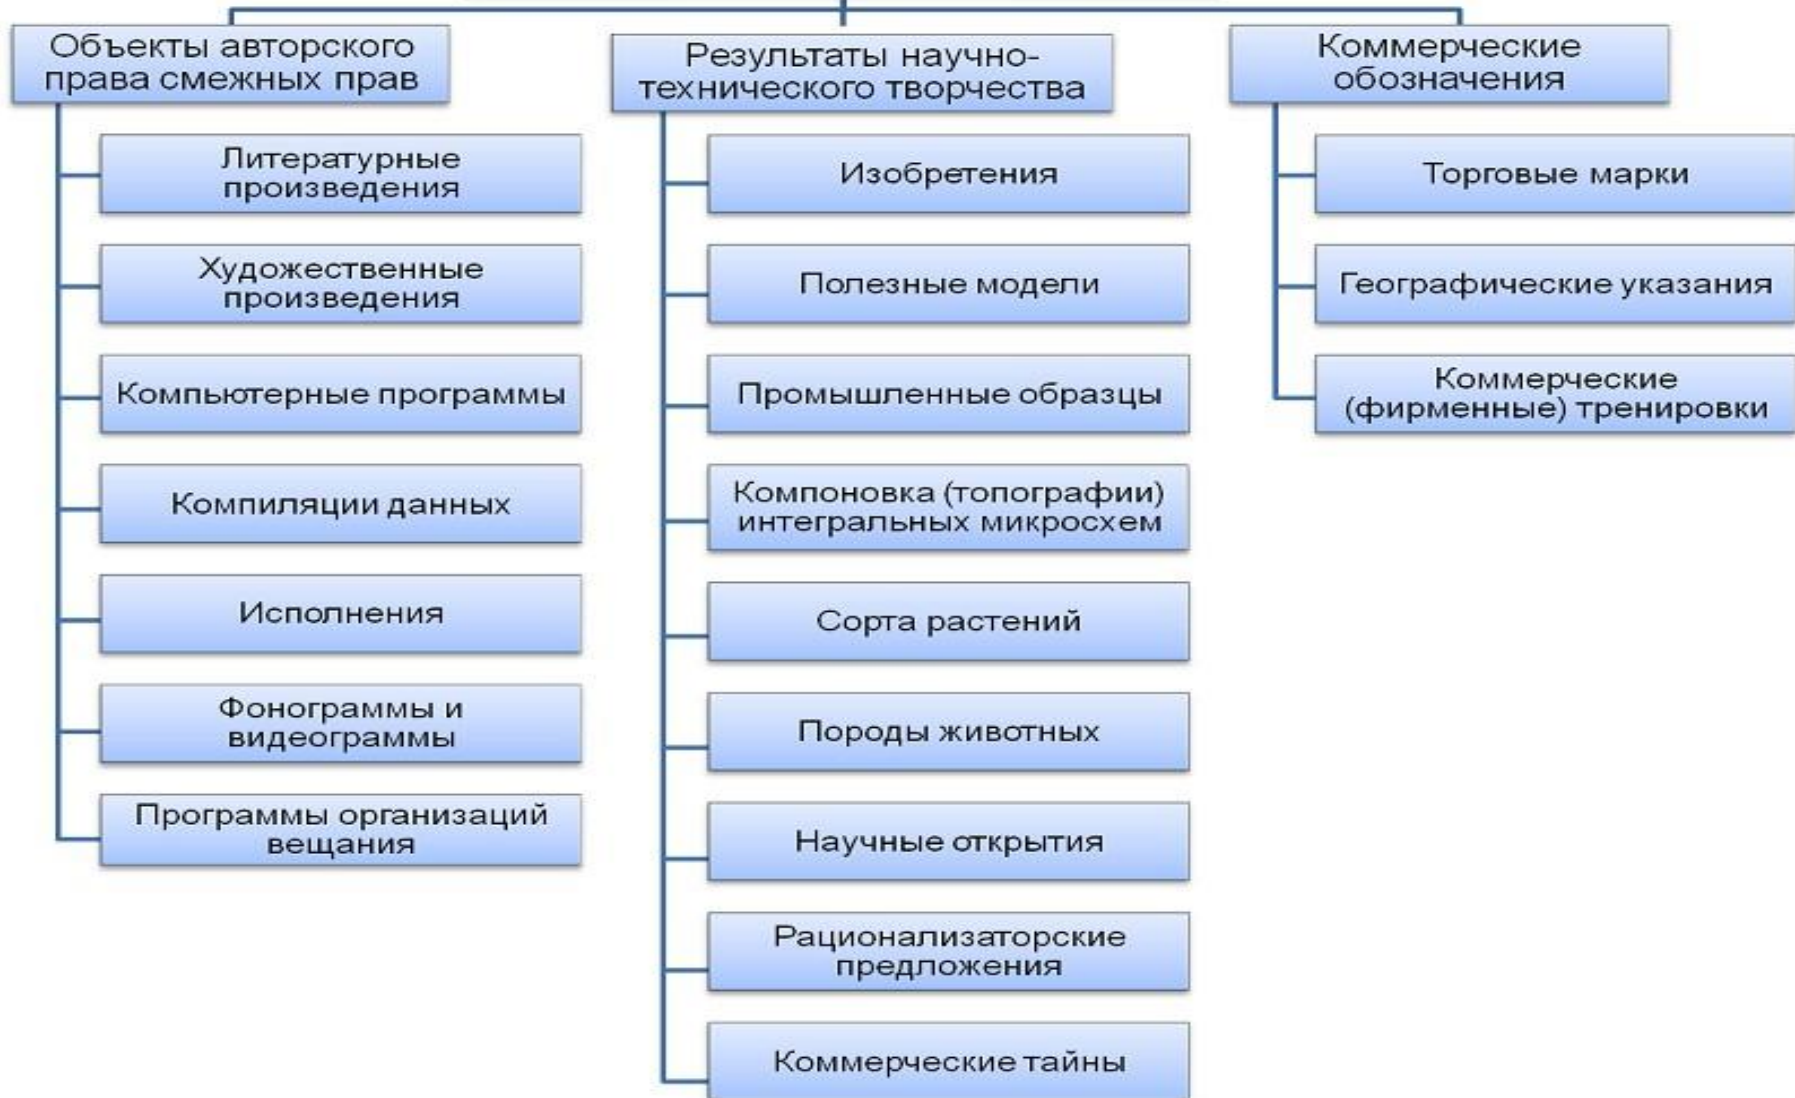 Объекты авторского
права смежных прав
Литературные
произведения
Художественные
произведения
Компьютерные программы
Компиляции данных
Исполнения
Фонограммы и
видеограммы
Программы организаций
вещания
Результаты научно-
технического творчества
Изобретения
Полезные модели
Промышленные образцы
Компоновка (топографии)
интегральных микросхем
Сорта растений
Породы животных
Научные открытия
Рационализаторские
предложения
Коммерческие тайны
Коммерческие
обозначения
Торговые марки
Географические указания
Коммерческие
(фирменные) тренировки